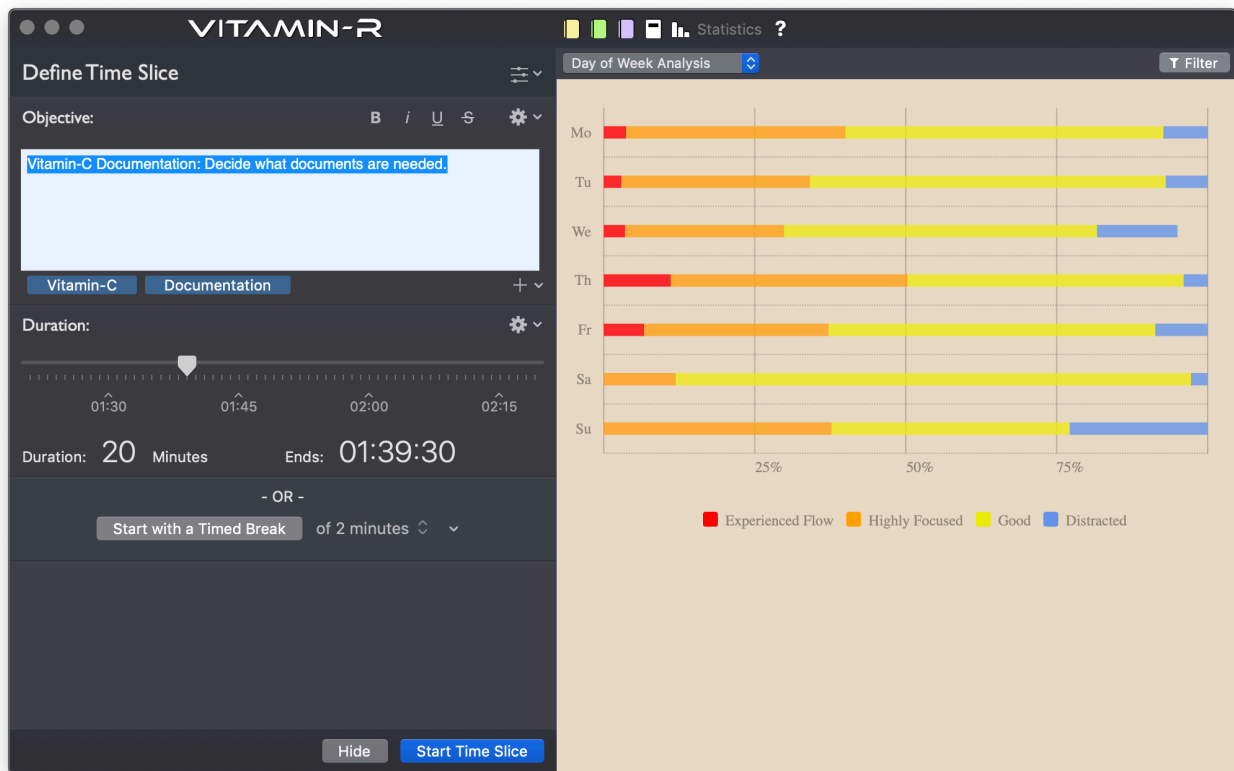 VITAMIN-R
Statistics ?
Define Time Slice
Day of Week Analysis
Filter
Objective:
B i U S
Vitamin-C Documentation: Decide what documents are needed.
Vitamin-C Documentation
Duration:
01:30 01:45 02:00 02:15
Duration: 20 Minutes Ends: 01:39:30
- OR -
Start with a Timed Break of 2 minutes
Hide Start Time Slice
Mo
Tu
We
Th
Fr
Sa
Su
25% 50% 75%
Experienced Flow Highly Focused Good Distracted